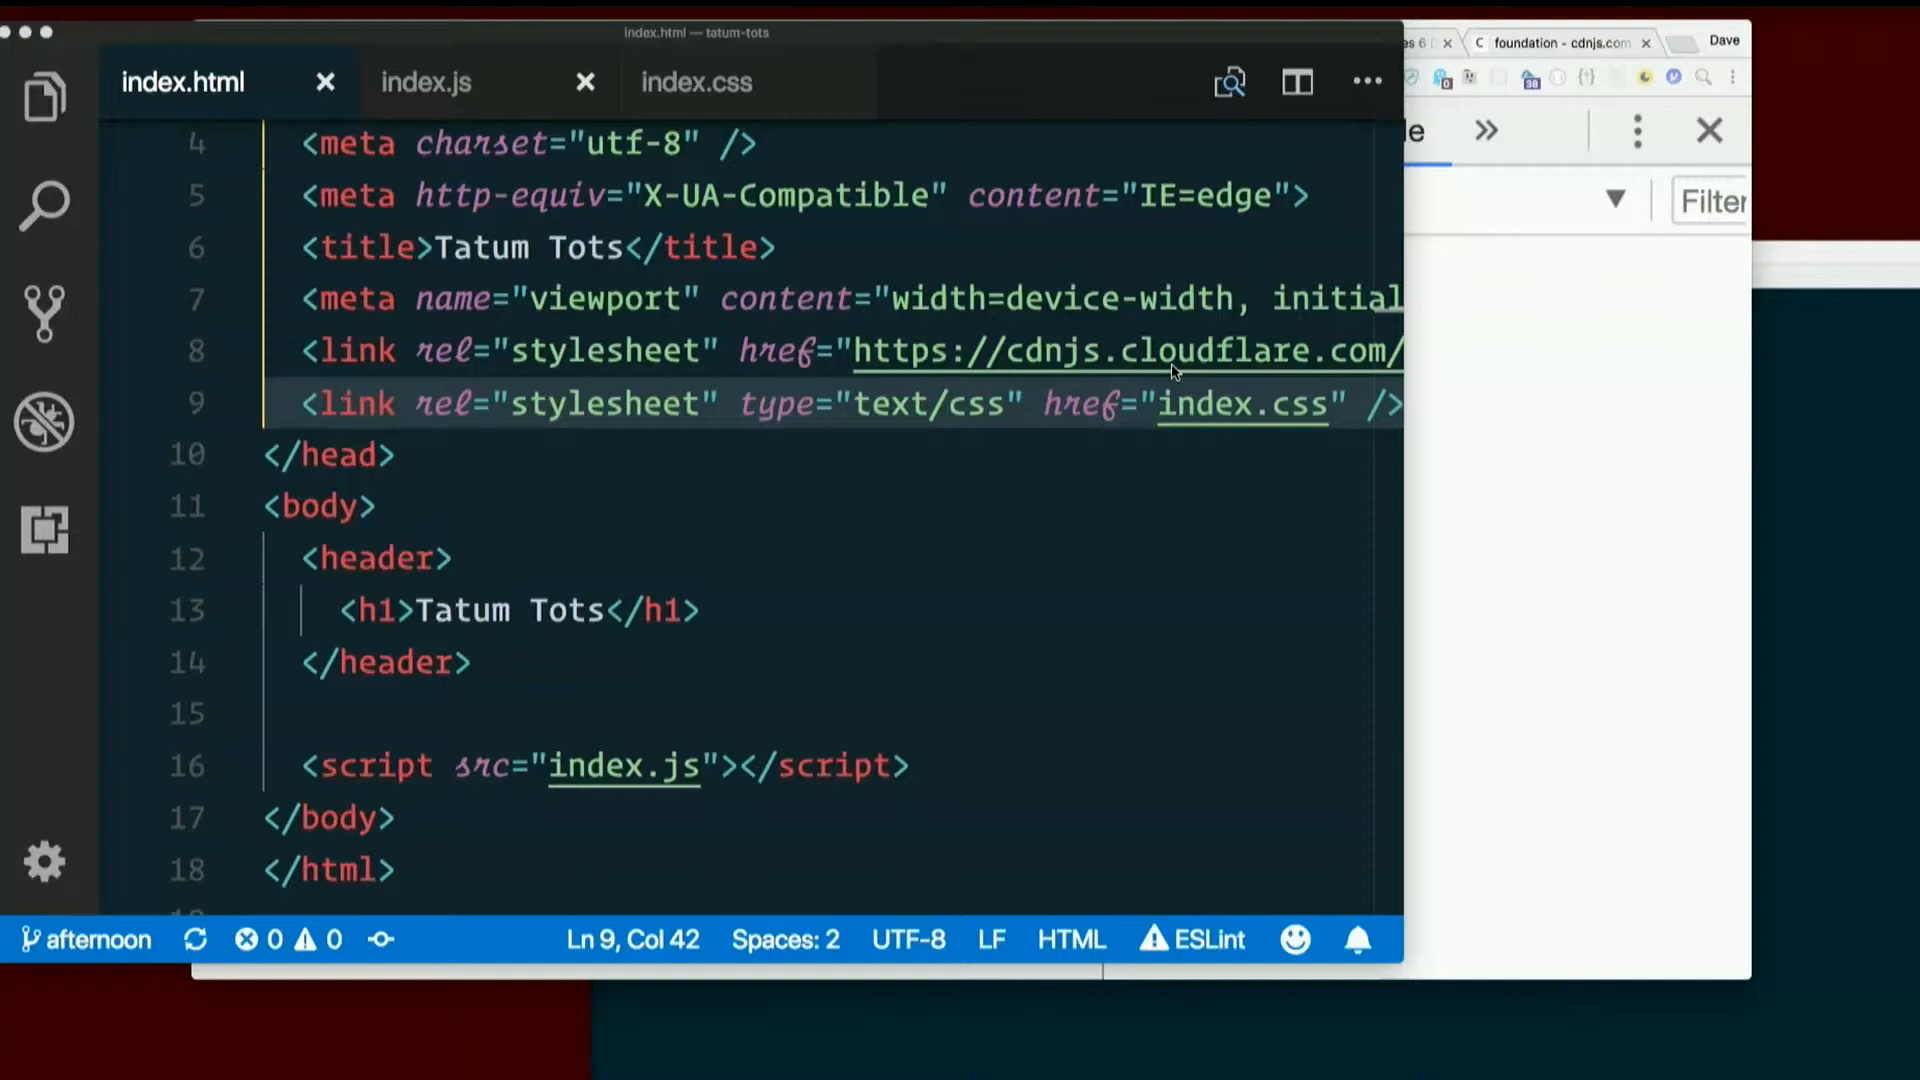 index.html — tatum-tots
index.html
index.js
index.css
4 <meta charset="utf-8" />
5 <meta http-equiv="X-UA-Compatible" content="IE=edge">
6 <title>Tatum Tots</title>
7 <meta name="viewport" content="width=device-width, initial
8 <link rel="stylesheet" href="https://cdnjs.cloudflare.com/
9 <link rel="stylesheet" type="text/css" href="index.css" />
10 </head>
11 <body>
12 <header>
13 <h1>Tatum Tots</h1>
14 </header>
15
16 <script src="index.js"></script>
17 </body>
18 </html>
afternoon 0 0 Ln 9, Col 42 Spaces: 2 UTF-8 LF HTML ESLint
es 6
foundation - cdnjs.com
Dave
0
38
le
Filter